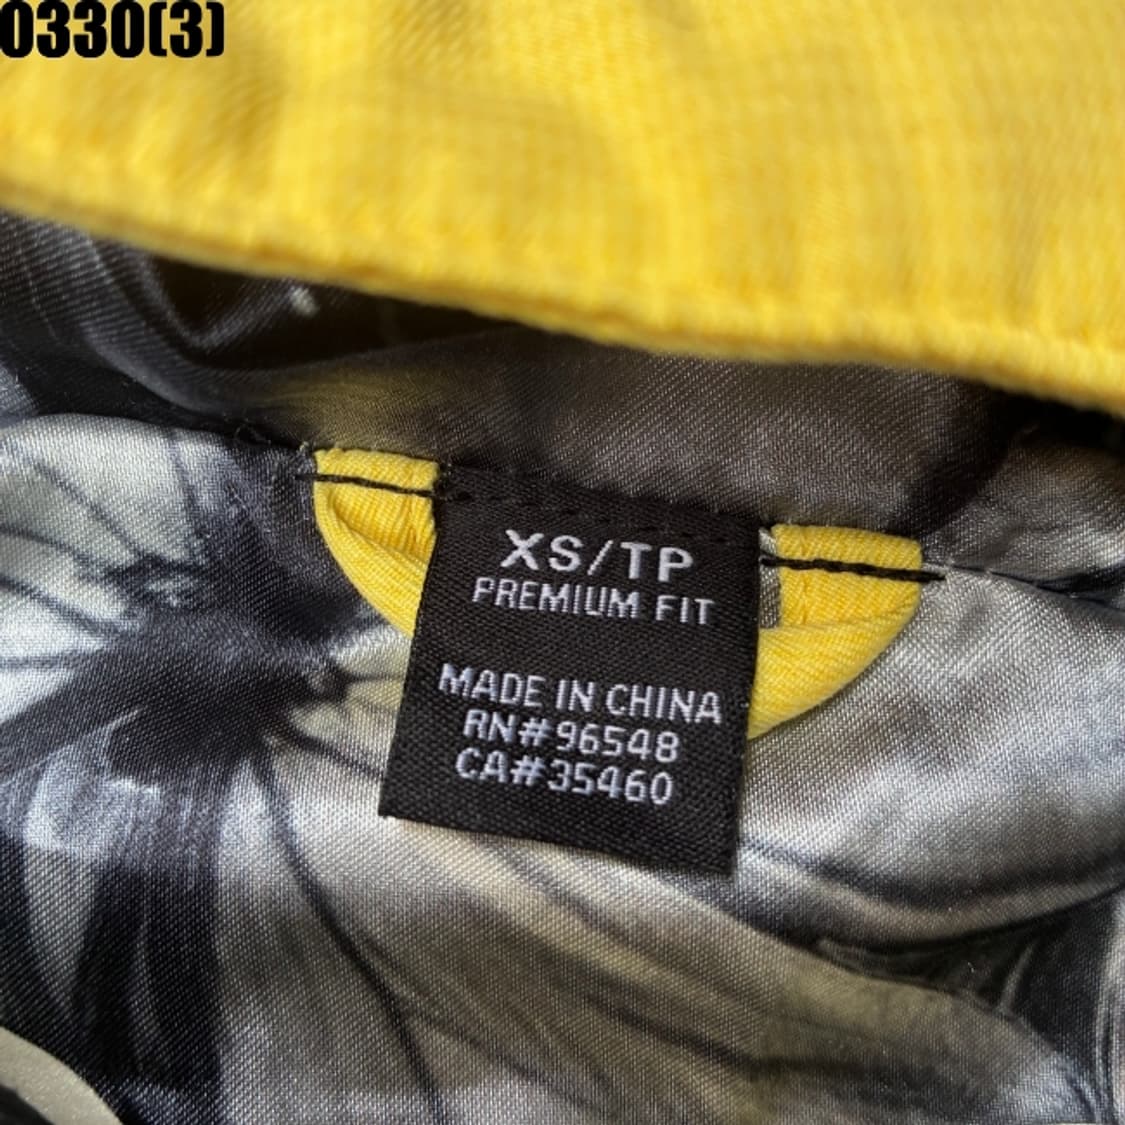 0330(3)
XS/TP
PREMIUM FIT
MADE IN CHINA
RN#96548
CA#35460